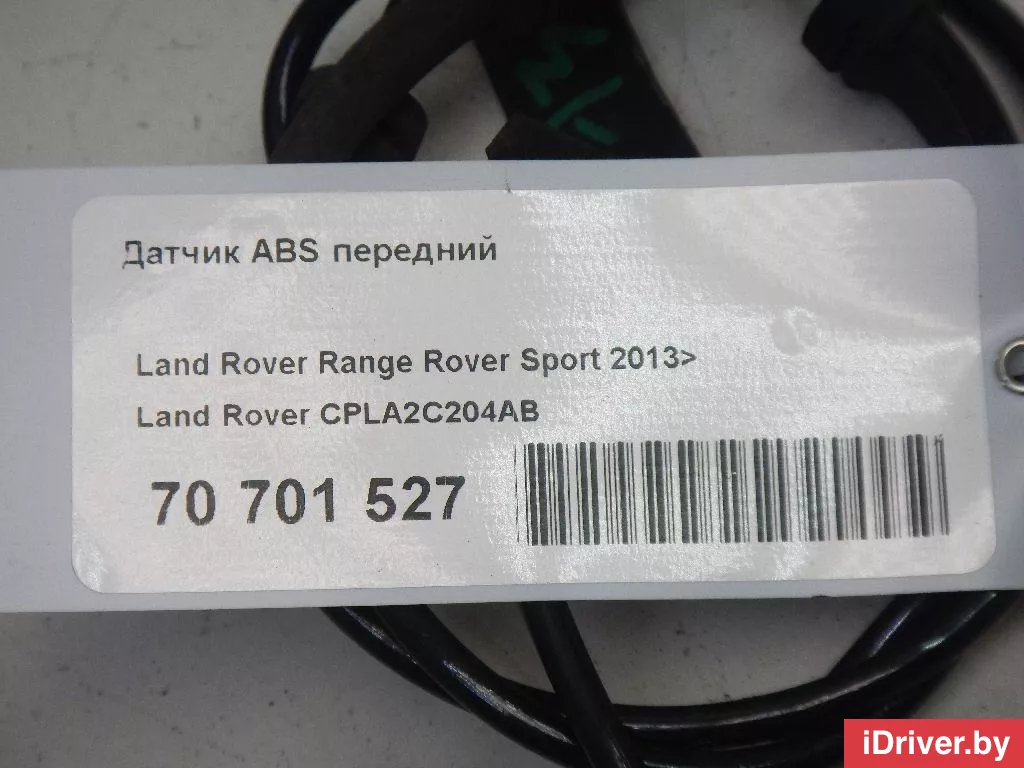 Датчик ABS передний
Land Rover Range Rover Sport 2013>
Land Rover CPLA2C204AB
70 701 527
iDriver.by